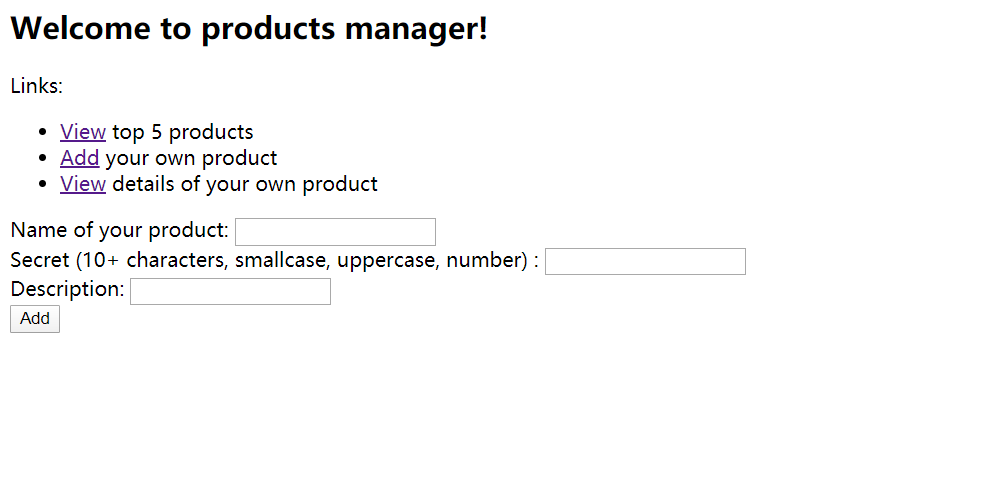 Welcome to products manager!
Links:
• View top 5 products
• Add your own product
• View details of your own product
Name of your product:
Secret (10+ characters, smallcase, uppercase, number) :
Description:
Add